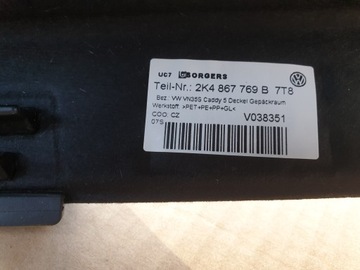 UC7 BORGERS
Teil-Nr.: 2K4 867 769 B 7T8
Bez.: VW VN35S Caddy 5 Deckel Gepäckraum
Werkstoff: >PET+PE+PP+GL<
COO: CZ V038351
07S